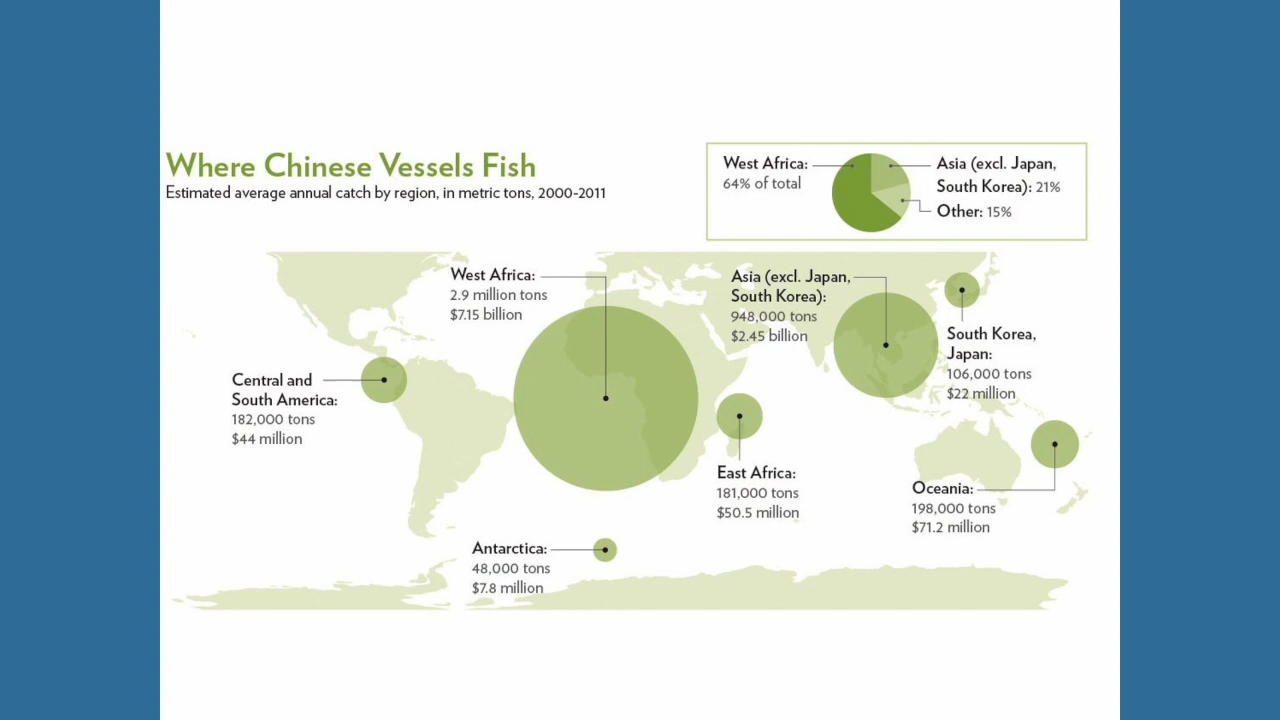 Where Chinese Vessels Fish
Estimated average annual catch by region, in metric tons, 2000-2011
West Africa:
64% of total
Asia (excl. Japan,
South Korea): 21%
Other: 15%
West Africa:
2.9 million tons
$7.15 billion
Asia (excl. Japan,
South Korea):
948,000 tons
$2.45 billion
South Korea,
Japan:
106,000 tons
$22 million
Central and
South America:
182,000 tons
$44 million
East Africa:
181,000 tons
$50.5 million
Oceania:
198,000 tons
$71.2 million
Antarctica:
48,000 tons
$7.8 million